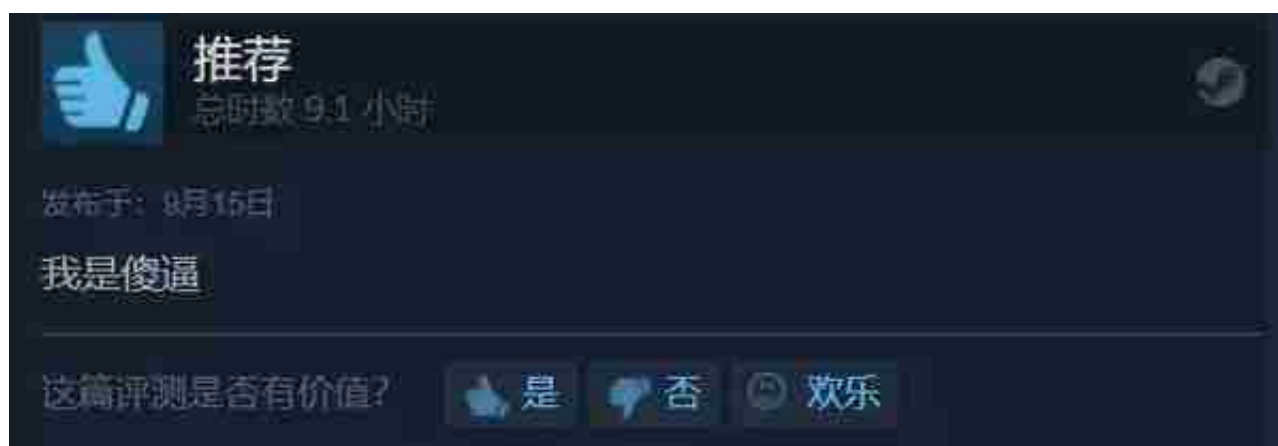 推荐
总时数 9.1 小时
发布于：9月15日
我是傻逼
这篇评测是否有价值？ 是 否 欢乐